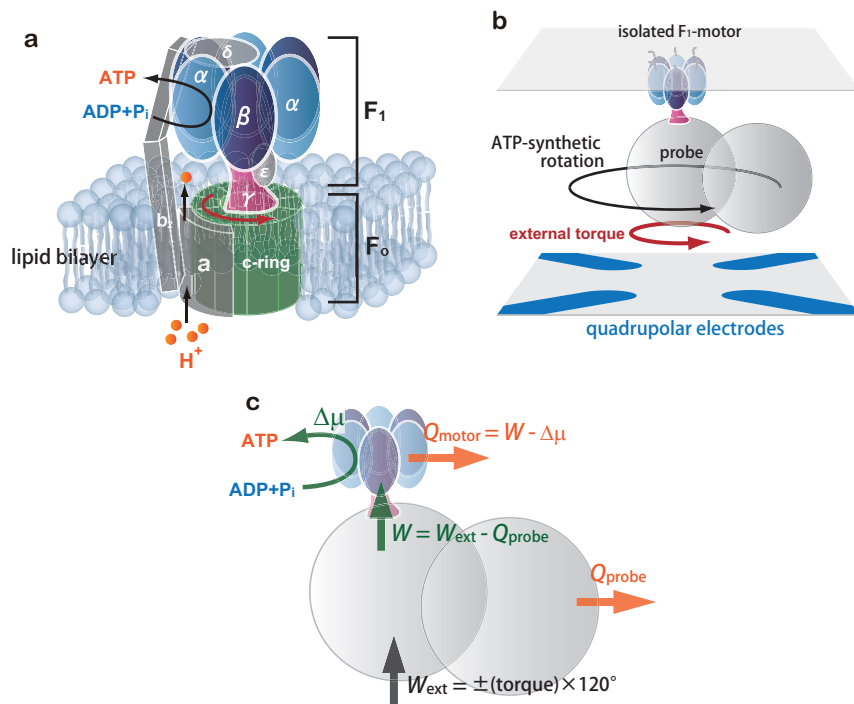 a
δ
α
β
α
ATP
ADP+Pi
F1
ε
γ
b2
Fo
lipid bilayer
a
c-ring
H+
b
isolated F1-motor
ATP-synthetic
rotation
probe
external torque
quadrupolar electrodes
c
Δμ
ATP
ADP+Pi
Qmotor = W - Δμ
W = Wext - Qprobe
Qprobe
Wext = ±(torque)×120°